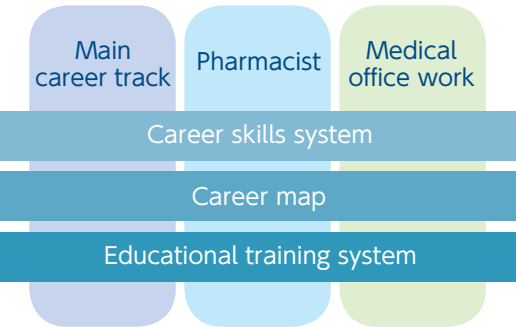 Main
career track
Pharmacist
Medical
office work
Career skills system
Career map
Educational training system